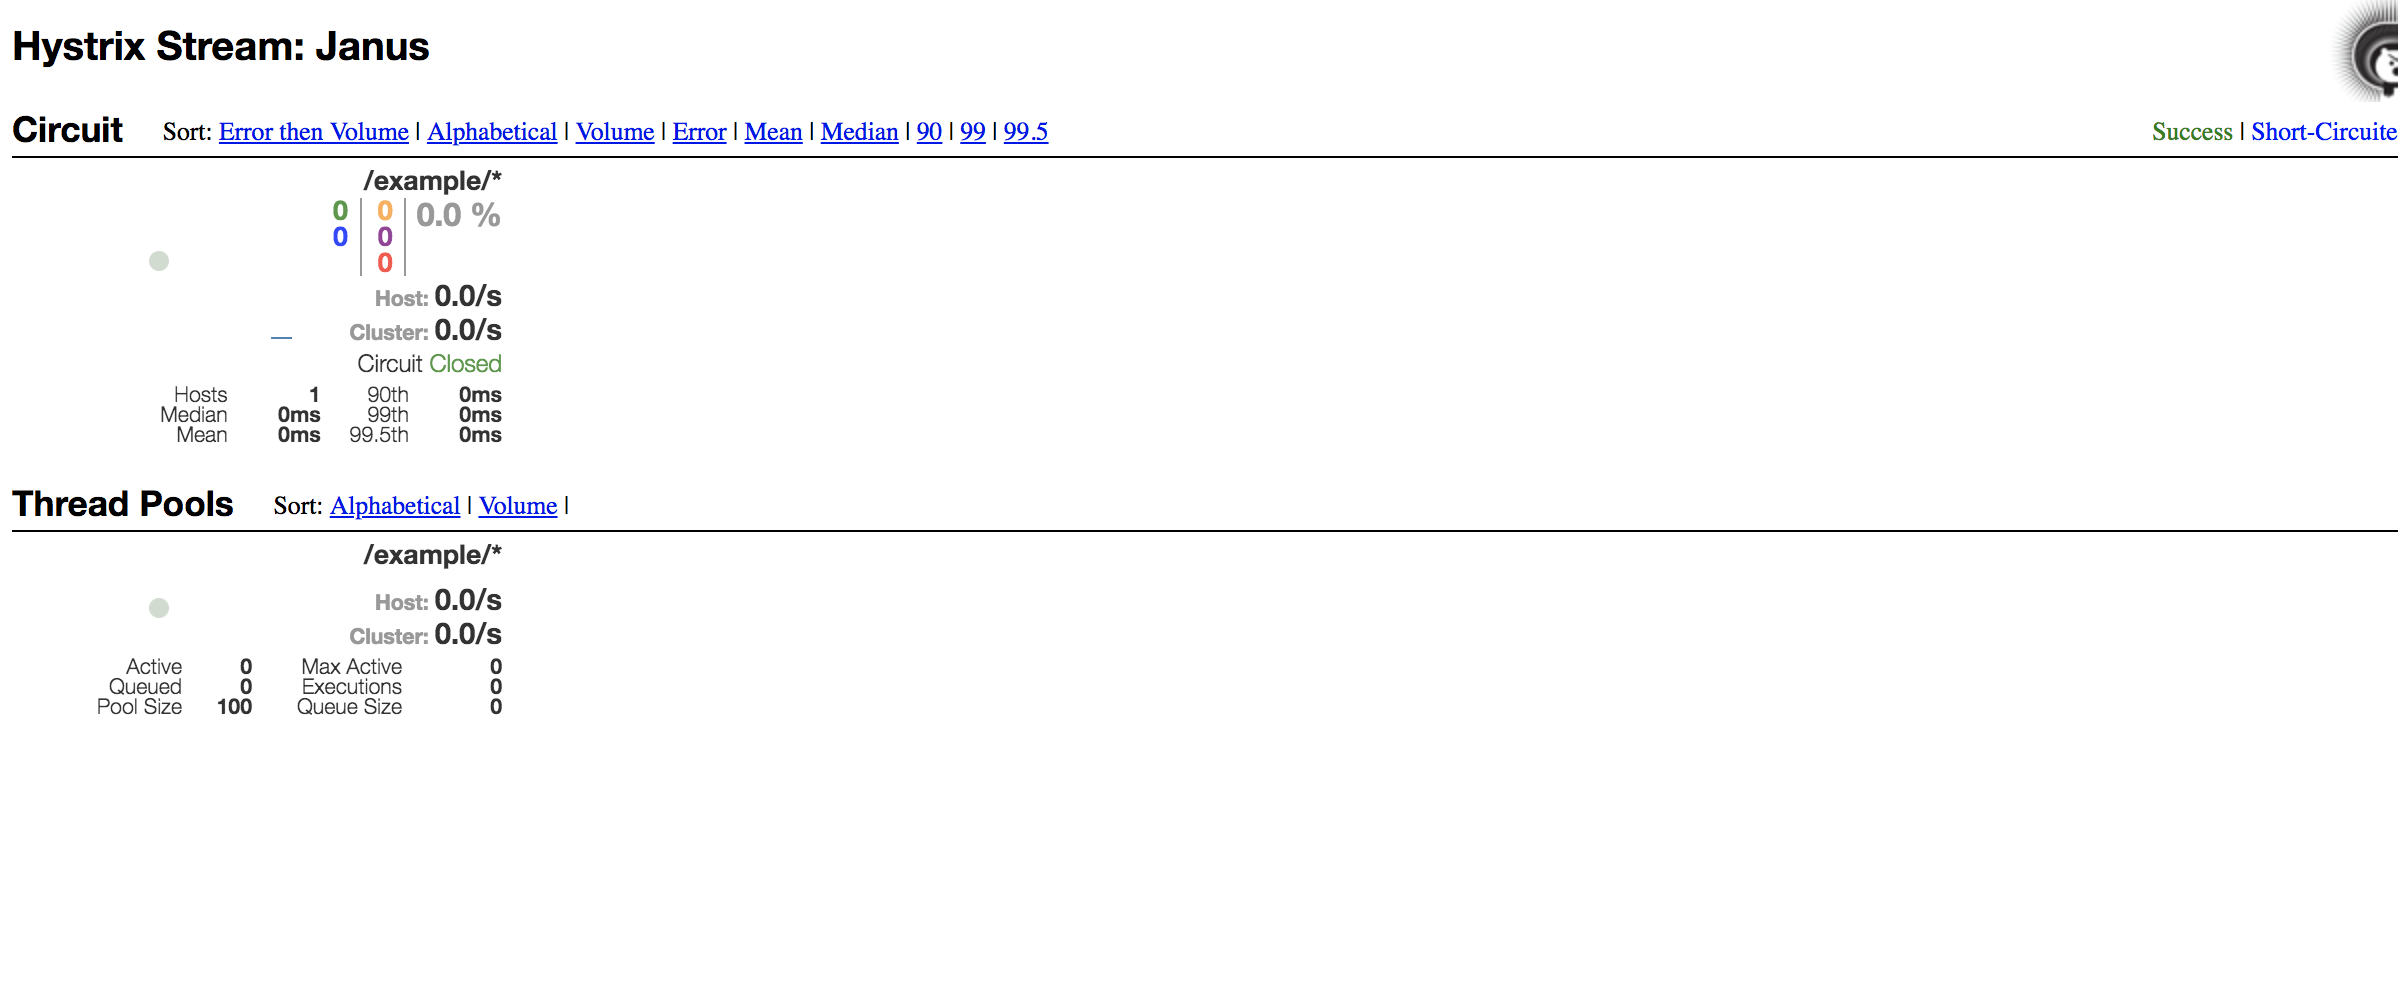 Hystrix Stream: Janus
Circuit Sort: Error then Volume | Alphabetical | Volume | Error | Mean | Median | 90 | 99 | 99.5 Success | Short-Circuite
/example/*
0 0 0.0 %
0 0
0
Host: 0.0/s
Cluster: 0.0/s
Circuit Closed
Hosts 1 90th 0ms
Median 0ms 99th 0ms
Mean 0ms 99.5th 0ms
Thread Pools Sort: Alphabetical | Volume |
/example/*
Host: 0.0/s
Cluster: 0.0/s
Active 0 Max Active 0
Queued 0 Executions 0
Pool Size 100 Queue Size 0